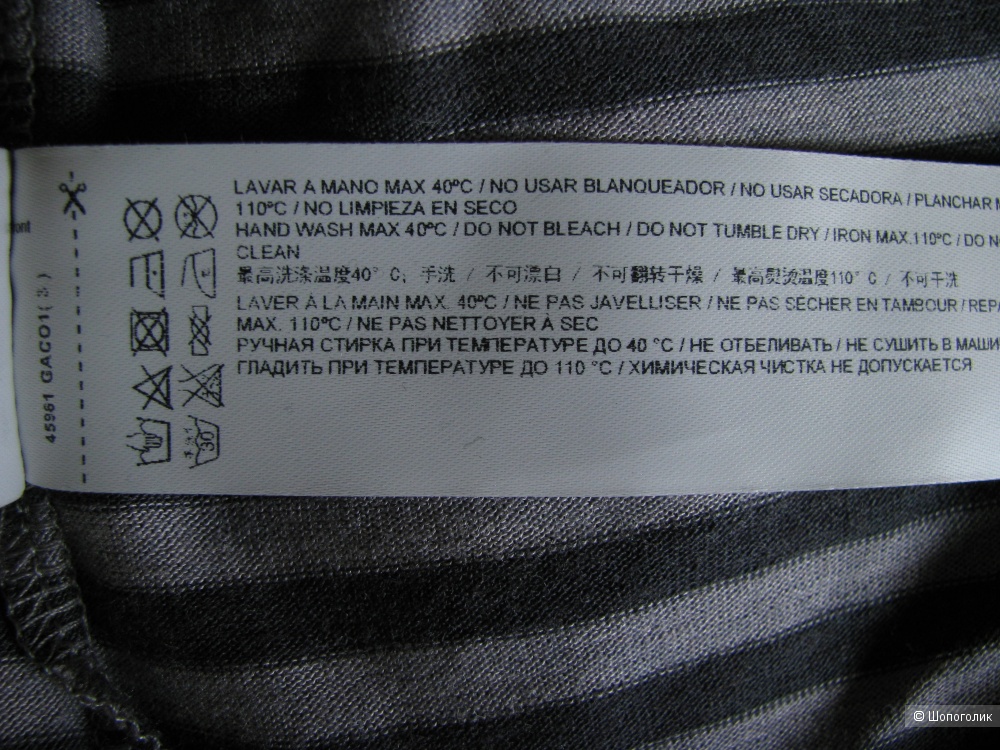 LAVAR A MANO MAX 40ºC / NO USAR BLANQUEADOR / NO USAR SECADORA / PLANCHAR
110ºC / NO LIMPIEZA EN SECO
HAND WASH MAX 40ºC / DO NOT BLEACH / DO NOT TUMBLE DRY / IRON MAX.110ºC / DO
CLEAN
最高洗涤温度40° C, 手洗 / 不可漂白 / 不可翻转干燥 / 最高熨烫温度110° C / 不可干洗
LAVER À LA MAIN MAX. 40ºC / NE PAS JAVELLISER / NE PAS SÉCHER EN TAMBOUR /
MAX. 110ºC / NE PAS NETTOYER À SEC
РУЧНАЯ СТИРКА ПРИ ТЕМПЕРАТУРЕ ДО 40 °C / НЕ ОТБЕЛИВАТЬ / НЕ СУШИТЬ В
ГЛАДИТЬ ПРИ ТЕМПЕРАТУРЕ ДО 110 °C / ХИМИЧЕСКАЯ ЧИСТКА НЕ ДОПУСКАЕТСЯ
45961 GACO1( 3 )
30
© Шопоголик